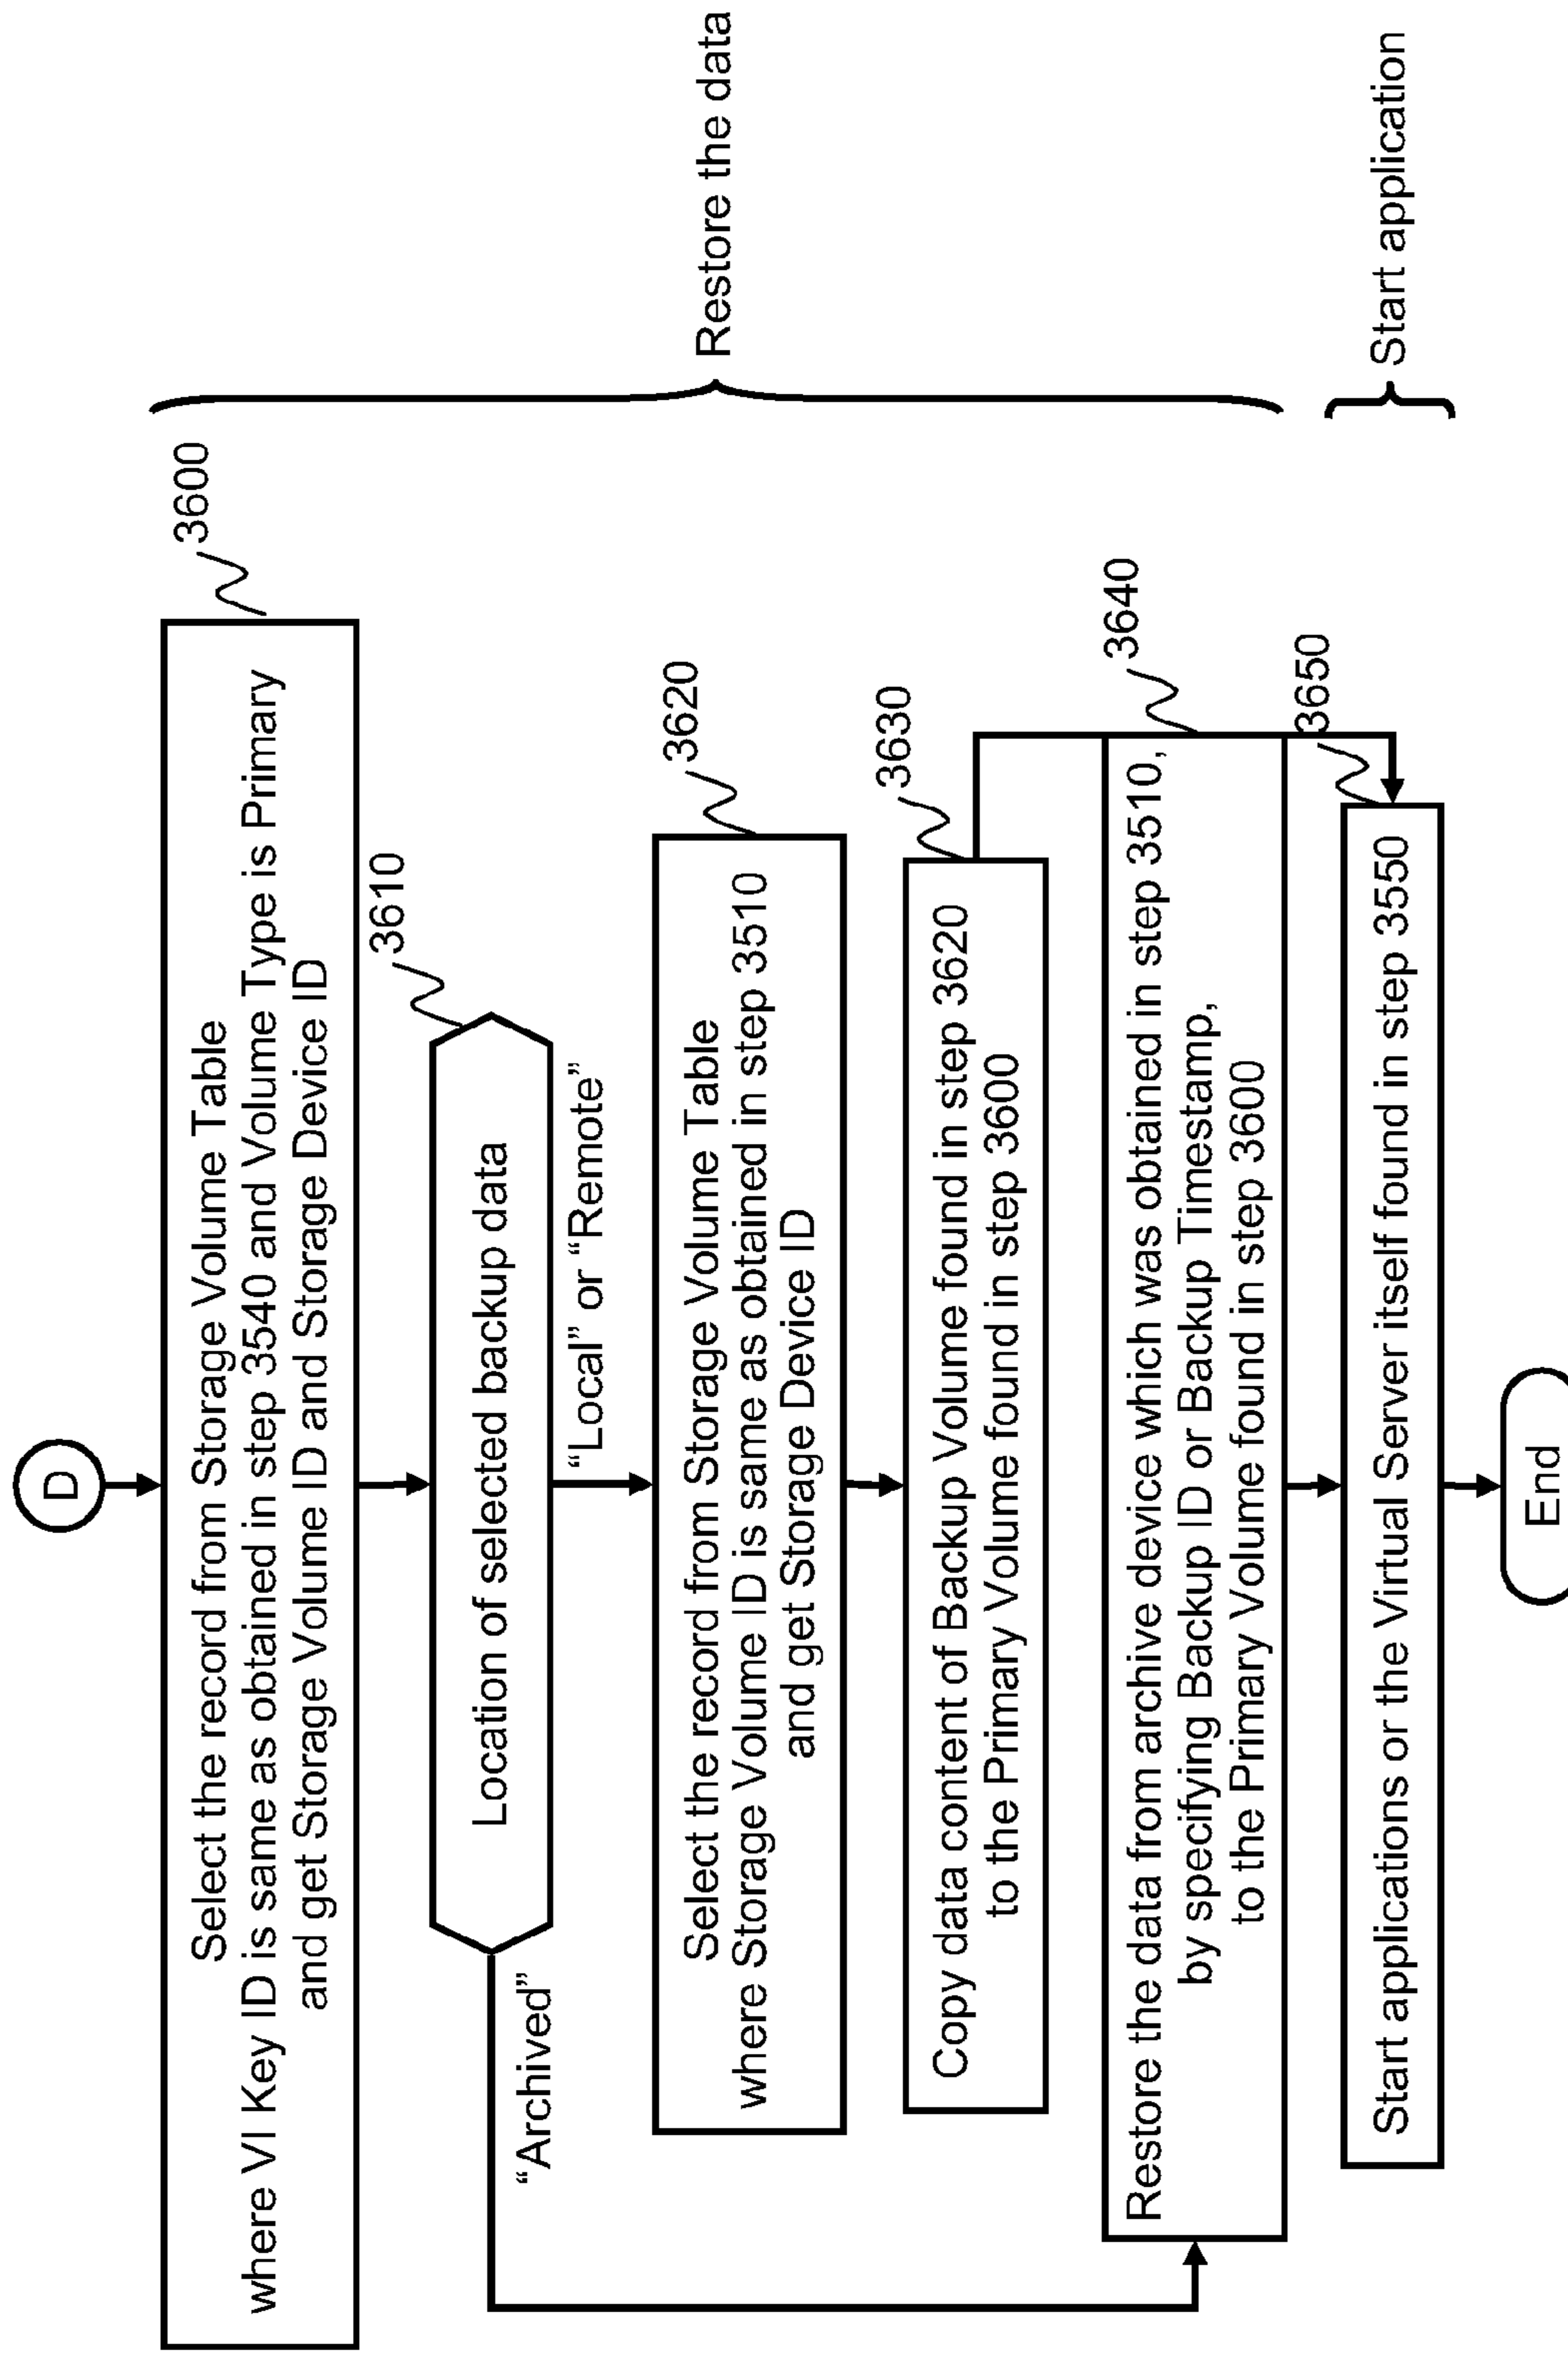 D
3600
Select the record from Storage Volume Table
where VI Key ID is same as obtained in step 3540 and Volume Type is Primary
and get Storage Volume ID and Storage Device ID
3610
Location of selected backup data
“Archived”
“Local” or “Remote”
3620
Select the record from Storage Volume Table
where Storage Volume ID is same as obtained in step 3510
and get Storage Device ID
3630
Copy data content of Backup Volume found in step 3620
to the Primary Volume found in step 3600
3640
Restore the data from archive device which was obtained in step 3510,
by specifying Backup ID or Backup Timestamp,
to the Primary Volume found in step 3600
Restore the data
3650
Start applications or the Virtual Server itself found in step 3550
Start application
End